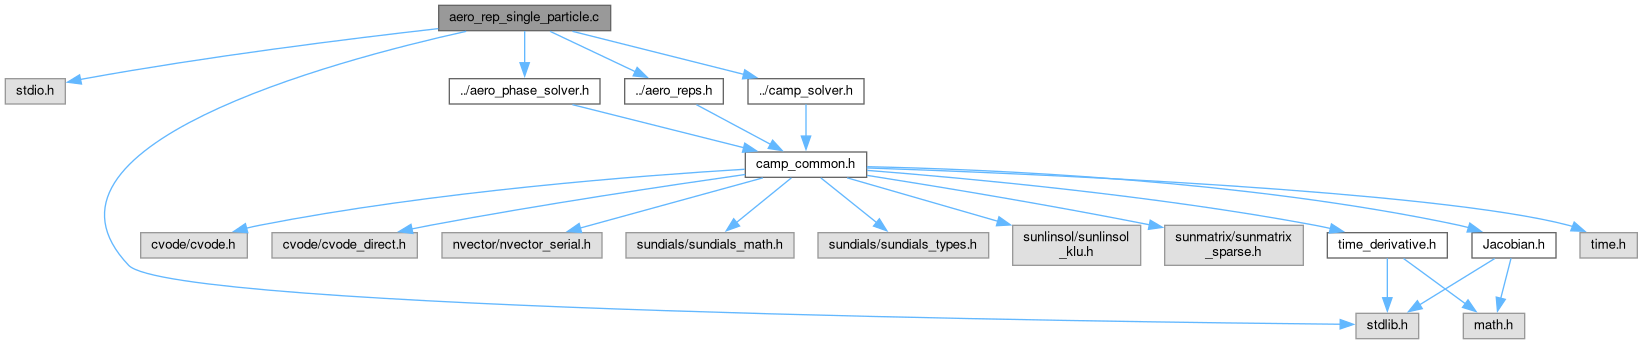 aero_rep_single_particle.c
stdio.h
../aero_phase_solver.h
../aero_reps.h
../camp_solver.h
camp_common.h
cvode/cvode.h
cvode/cvode_direct.h
nvector/nvector_serial.h
sundials/sundials_math.h
sundials/sundials_types.h
sunlinsol/sunlinsol
_klu.h
sunmatrix/sunmatrix
_sparse.h
time_derivative.h
Jacobian.h
time.h
stdlib.h
math.h